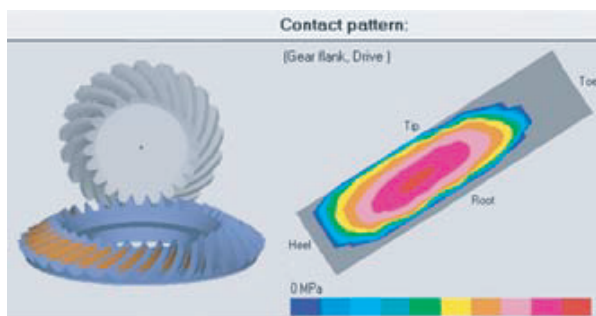 Contact pattern:
(Gear flank, Drive )
Toe
Tip
Root
Heel
0 MPa